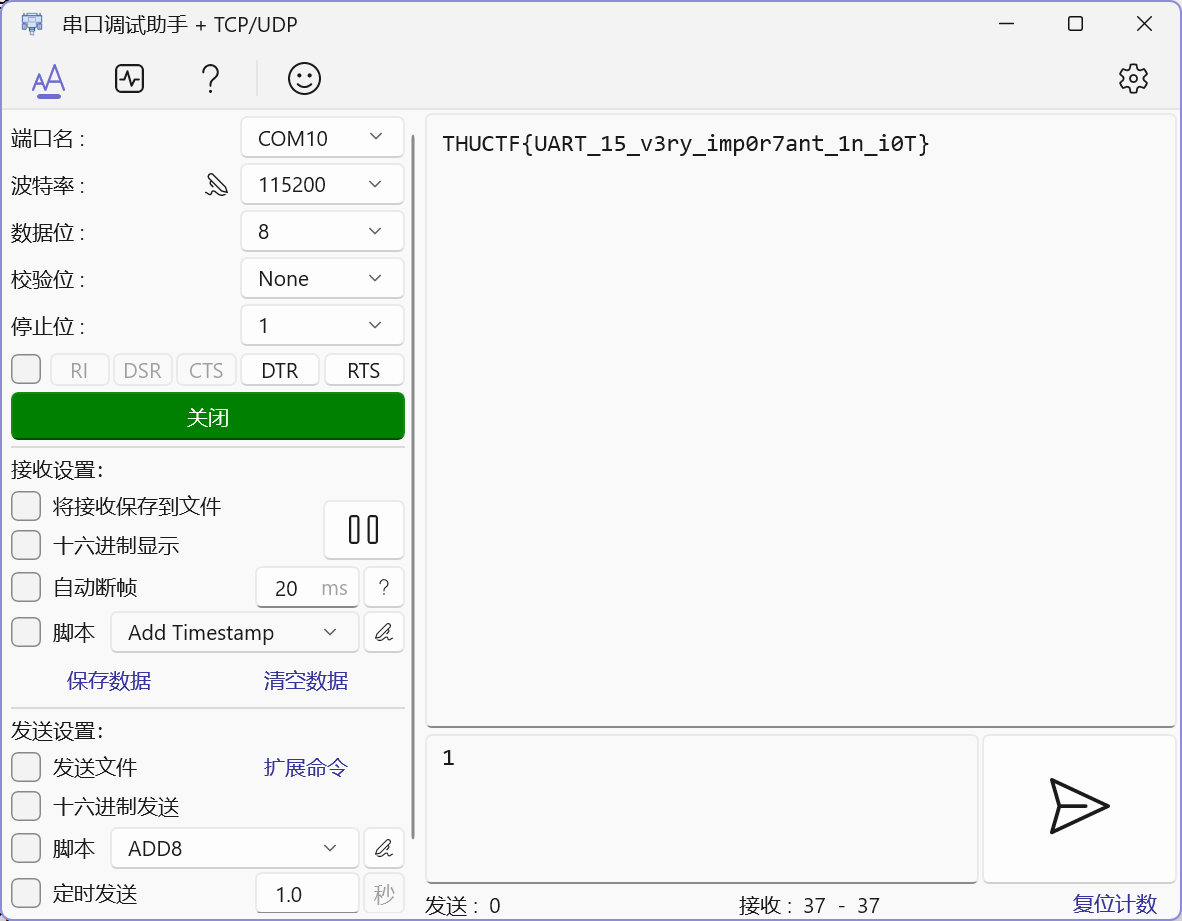 串口调试助手 + TCP/UDP
端口名 :
COM10
波特率 :
115200
数据位 :
8
校验位 :
None
停止位 :
1
RI DSR CTS DTR RTS
关闭
接收设置:
将接收保存到文件
十六进制显示
自动断帧
20 ms ?
脚本
Add Timestamp
保存数据
清空数据
发送设置:
发送文件
扩展命令
十六进制发送
脚本
ADD8
定时发送
1.0 秒
THUCTF{UART_15_v3ry_imp0r7ant_1n_i0T}
1
发送 : 0
接收 : 37 - 37
复位计数